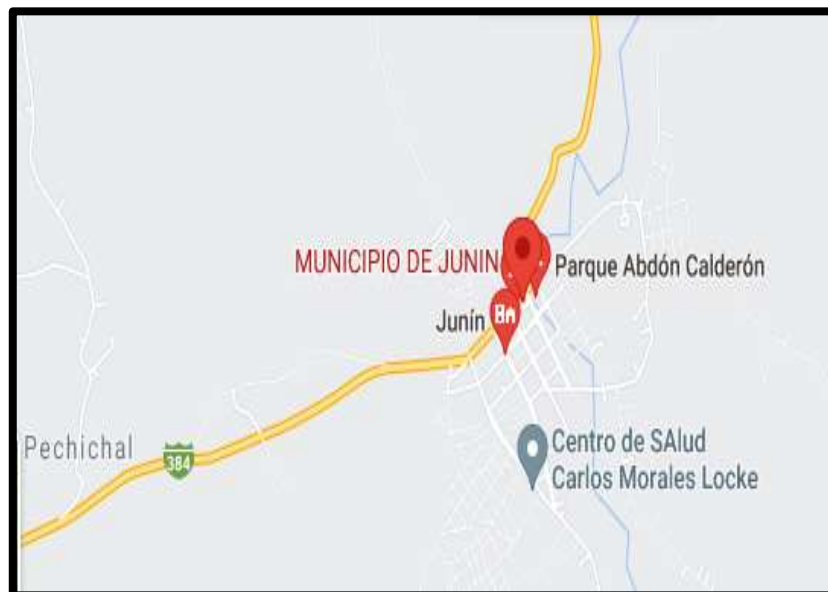 MUNICIPIO DE JUNIN
Parque Abdón Calderón
Junín
Pechichal
384
Centro de SAlud
Carlos Morales Locke